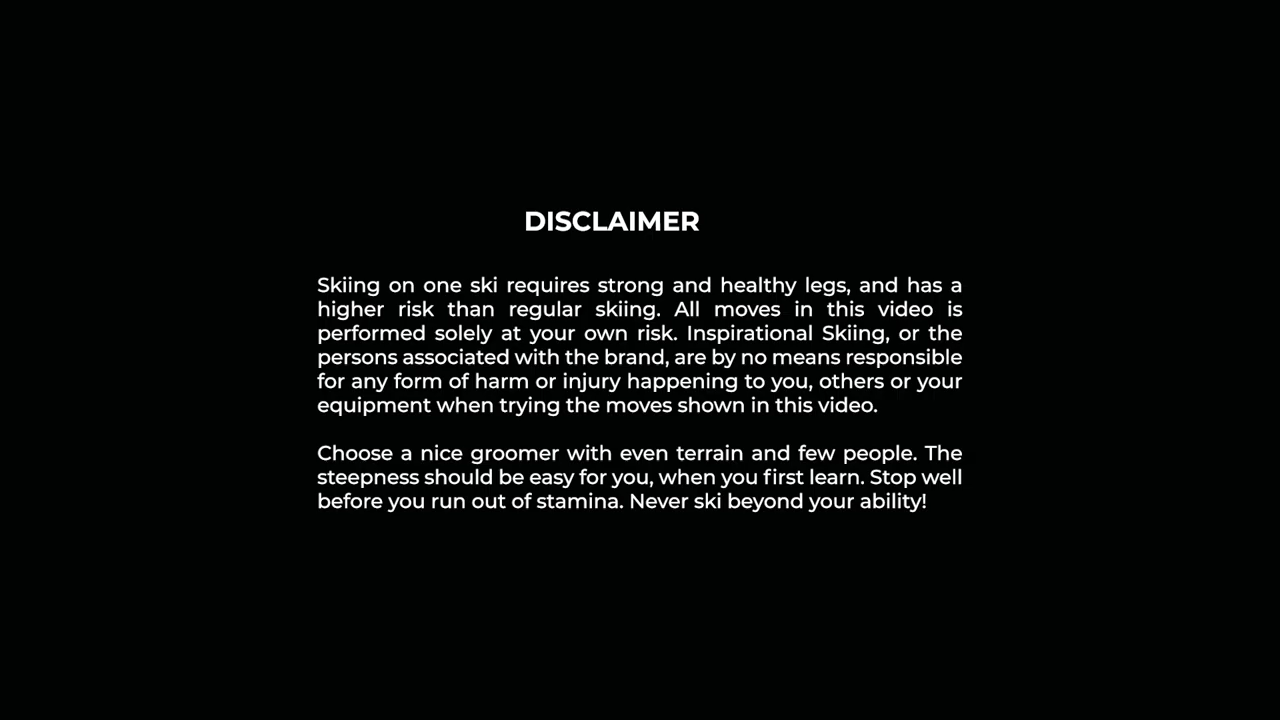 DISCLAIMER
Skiing on one ski requires strong and healthy legs, and has a
higher risk than regular skiing. All moves in this video is
performed solely at your own risk. Inspirational Skiing, or the
persons associated with the brand, are by no means responsible
for any form of harm or injury happening to you, others or your
equipment when trying the moves shown in this video.
Choose a nice groomer with even terrain and few people. The
steepness should be easy for you, when you first learn. Stop well
before you run out of stamina. Never ski beyond your ability!